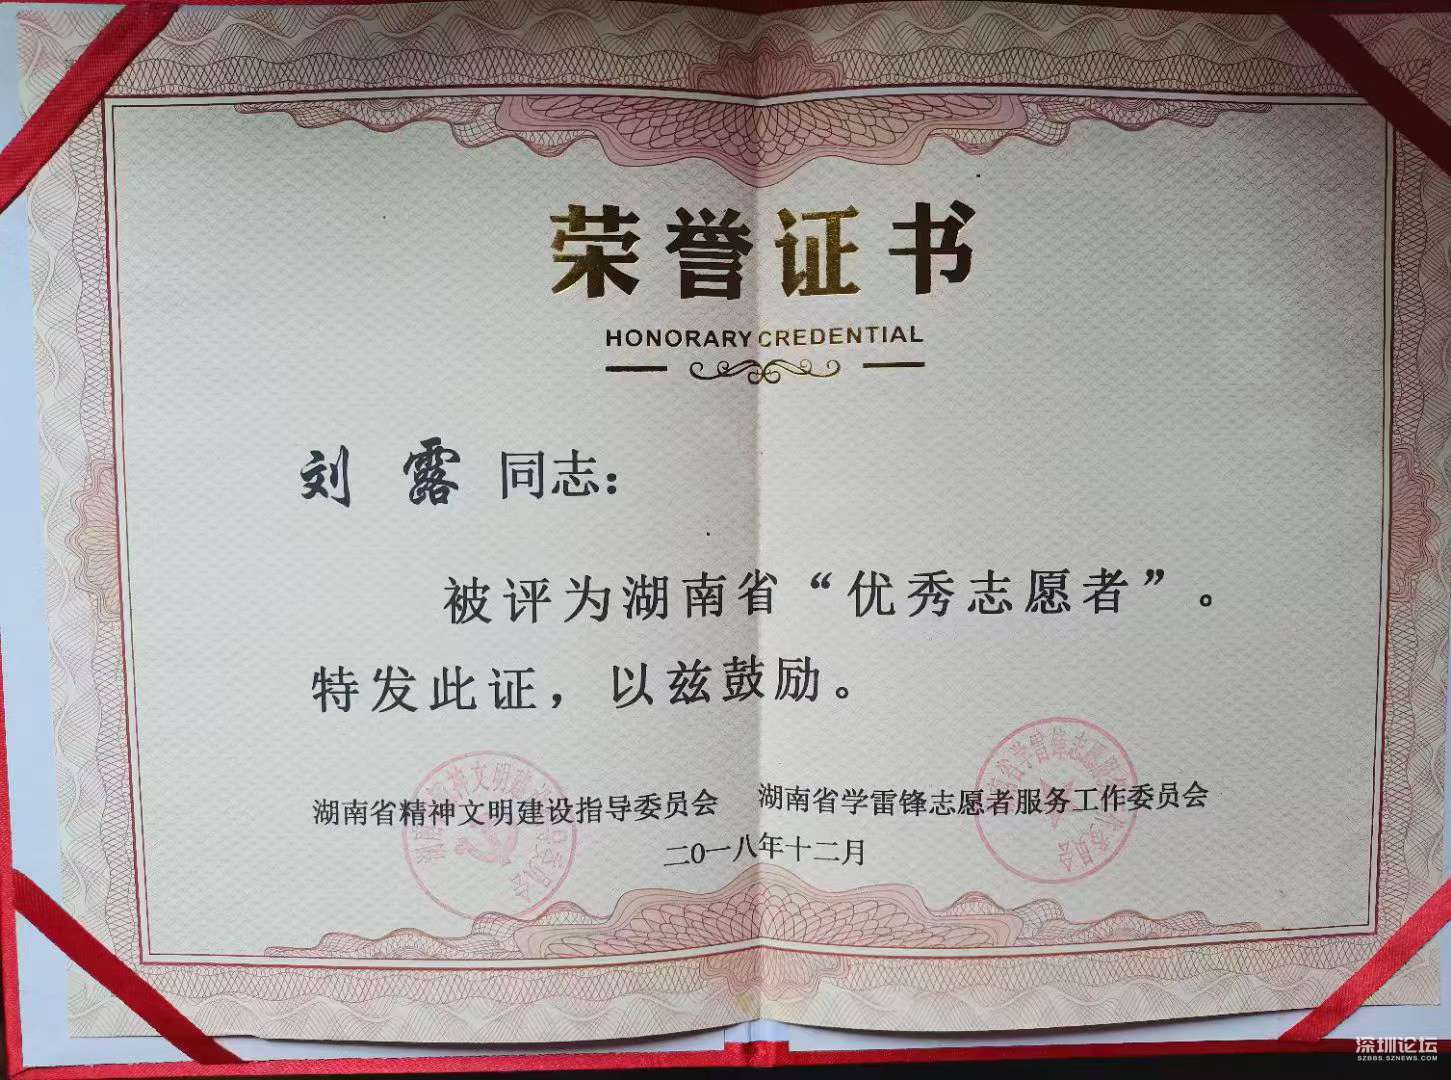 荣誉证书
HONORARY CREDENTIAL
刘 露 同志：
被评为湖南省“优秀志愿者”。
特发此证，以兹鼓励。
湖南省精神文明建设指导委员会 湖南省学雷锋志愿者服务工作委员会
二〇一八年十二月
深圳论坛
SZBBS.SZNEWS.COM